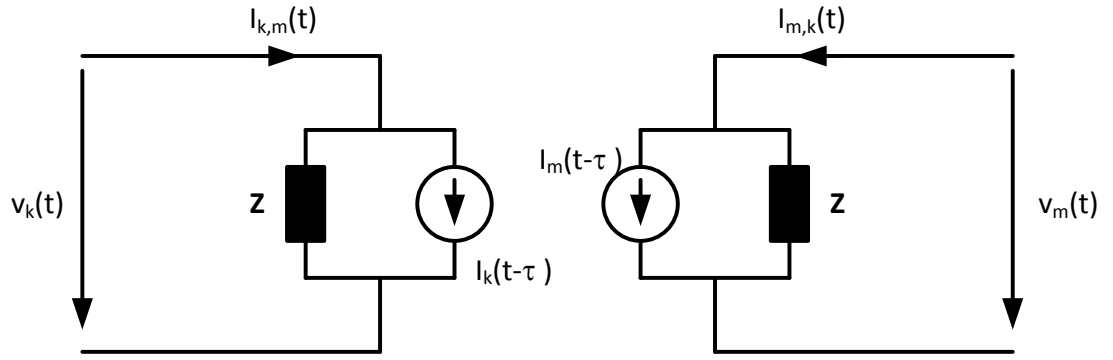 I_{k,m}(t)
I_{m,k}(t)
v_k(t)
Z
I_k(t-τ )
I_m(t-τ )
Z
v_m(t)